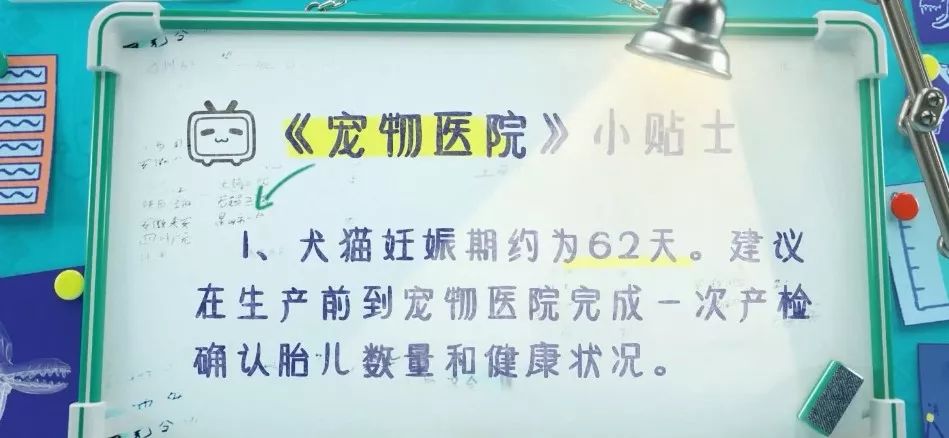 《宠物医院》小贴士
1、犬猫妊娠期约为62天。建议
在生产前到宠物医院完成一次产检
确认胎儿数量和健康状况。